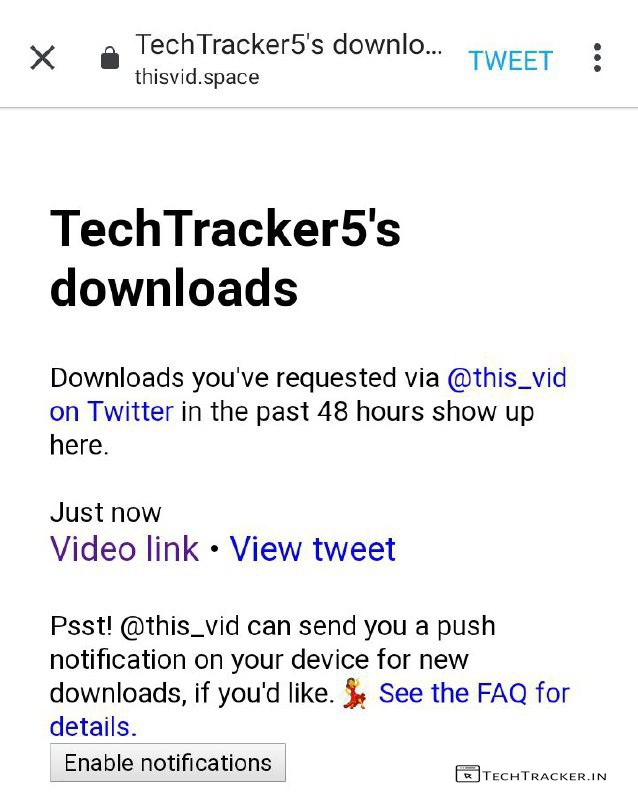 TechTracker5's downlo...
TWEET
thisvid.space
TechTracker5's
downloads
Downloads you've requested via @this_vid
on Twitter in the past 48 hours show up
here.
Just now
Video link • View tweet
Psst! @this_vid can send you a push
notification on your device for new
downloads, if you'd like. 💃 See the FAQ for
details.
Enable notifications
TECHTRACKER.IN